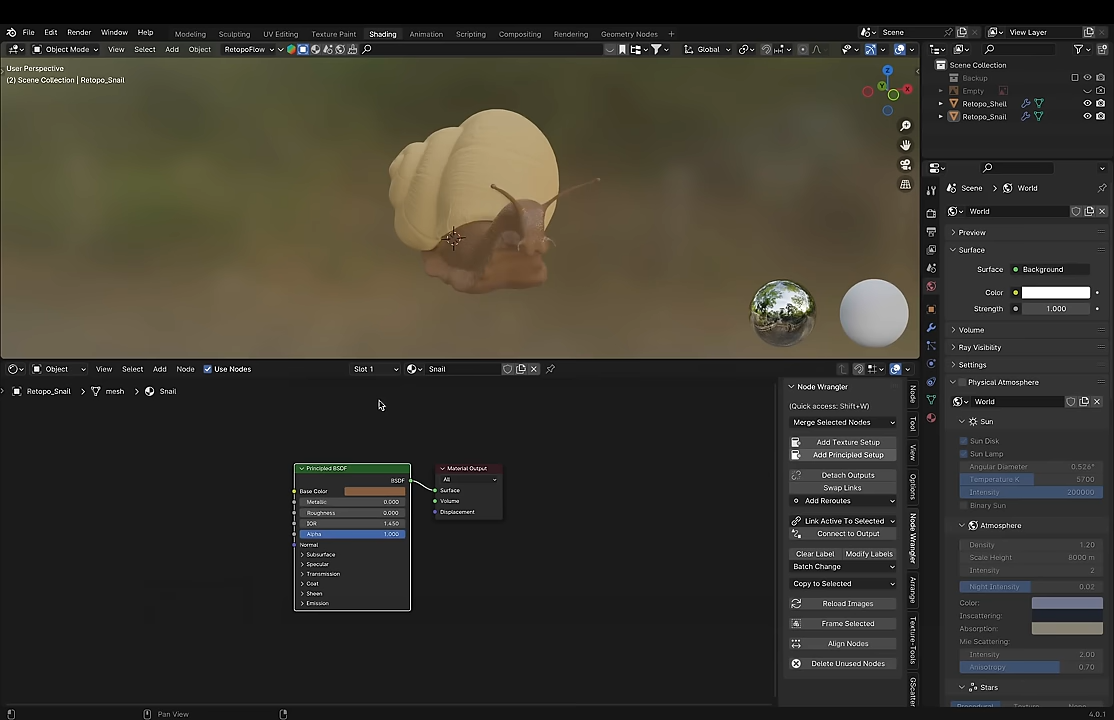 File Edit Render Window Help Modeling Sculpting UV Editing Texture Paint Shading Animation Scripting Compositing Rendering Geometry Nodes + Scene View Layer
Object Mode View Select Add Object RetopoFlow Global
User Perspective
(2) Scene Collection | Retopo_Snail
Z
X
Y
Scene Collection
Backup
Empty
Retopo_Shell
Retopo_Snail
Scene > World
World
Preview
Surface
Surface Background
Color
Strength 1.000
Volume
Ray Visibility
Settings
Physical Atmosphere
World
Sun
Sun Disk
Sun Lamp
Angular Diameter 0.526°
Temperature K 5700
Intensity 200000
Binary Sun
Atmosphere
Density 1.20
Scale Height 8000 m
Intensity 2
Night Intensity 0.02
Color:
Inscattering:
Absorption:
Mie Scattering:
Intensity 2.00
Anisotropy 0.70
Stars
Object View Select Add Node Use Nodes Slot 1 Snail
Retopo_Snail > mesh > Snail
Principled BSDF
BSDF
Base Color
Metallic 0.000
Roughness 0.000
IOR 1.450
Alpha 1.000
Normal
Subsurface
Specular
Transmission
Coat
Sheen
Emission
Material Output
All
Surface
Volume
Displacement
Node Wrangler
(Quick access: Shift+W)
Merge Selected Nodes
Add Texture Setup
Add Principled Setup
Detach Outputs
Swap Links
Add Reroutes
Link Active To Selected
Connect to Output
Clear Label Modify Labels
Batch Change
Copy to Selected
Reload Images
Frame Selected
Align Nodes
Delete Unused Nodes
Node
Tool
View
Options
Node Wrangler
Arrange
Texture-Tools
GScatter
Pan View
4.0.1